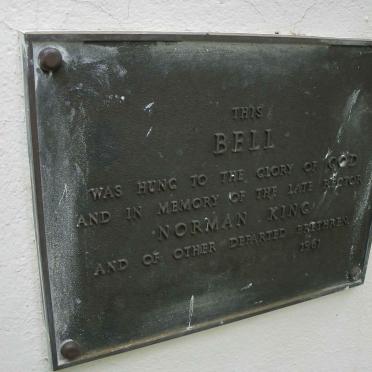 THIS
BELL
WAS HUNG TO THE GLORY OF GOD
AND IN MEMORY OF THE LATE RECTOR
NORMAN KING
AND OF OTHER DEPARTED BRETHREN
1961